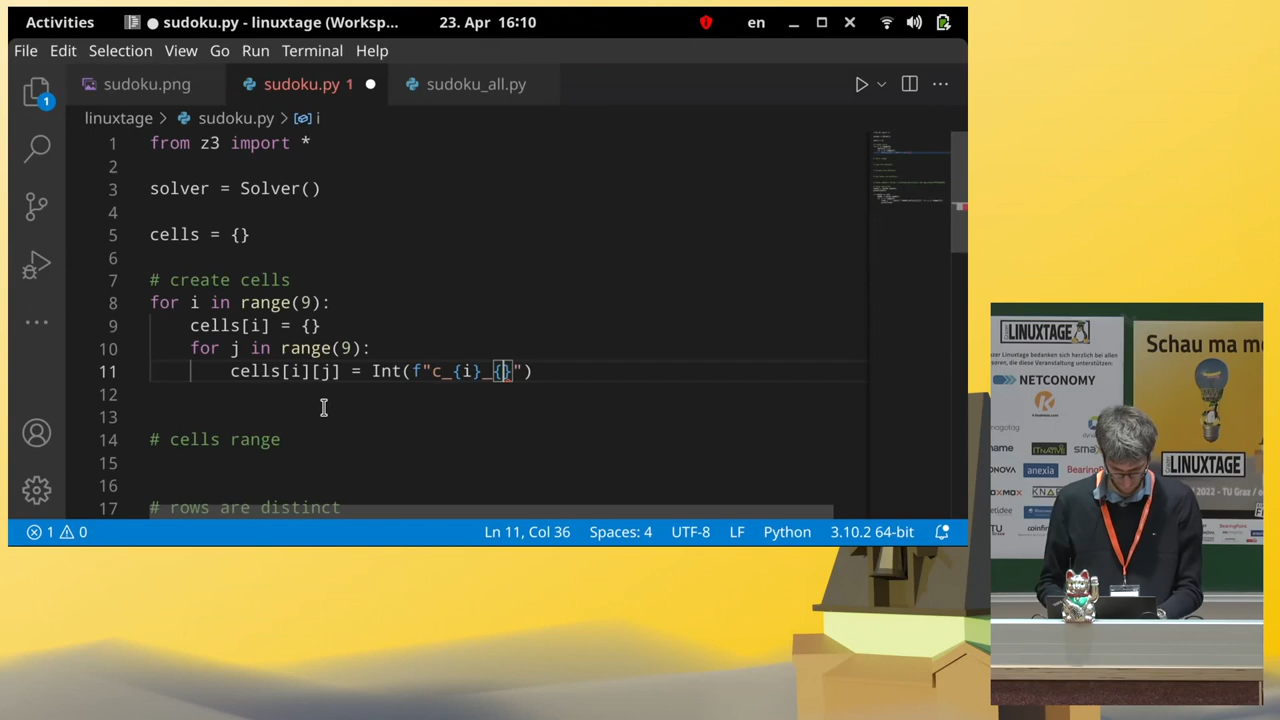 Activities
sudoku.py - linuxtage (Worksp...
23. Apr 16:10
en
File Edit Selection View Go Run Terminal Help
1
sudoku.png
sudoku.py 1
sudoku_all.py
linuxtage > sudoku.py > i
1 from z3 import *
2
3 solver = Solver()
4
5 cells = {}
6
7 # create cells
8 for i in range(9):
9 cells[i] = {}
10 for j in range(9):
11 cells[i][j] = Int(f"c_{i}_{}")
12
13
14 # cells range
15
16
17 # rows are distinct
1 0
Ln 11, Col 36 Spaces: 4 UTF-8 LF Python 3.10.2 64-bit
LINUXTAGE
NETCONOMY
anexia
Schau ma mo
LINUXTAGE